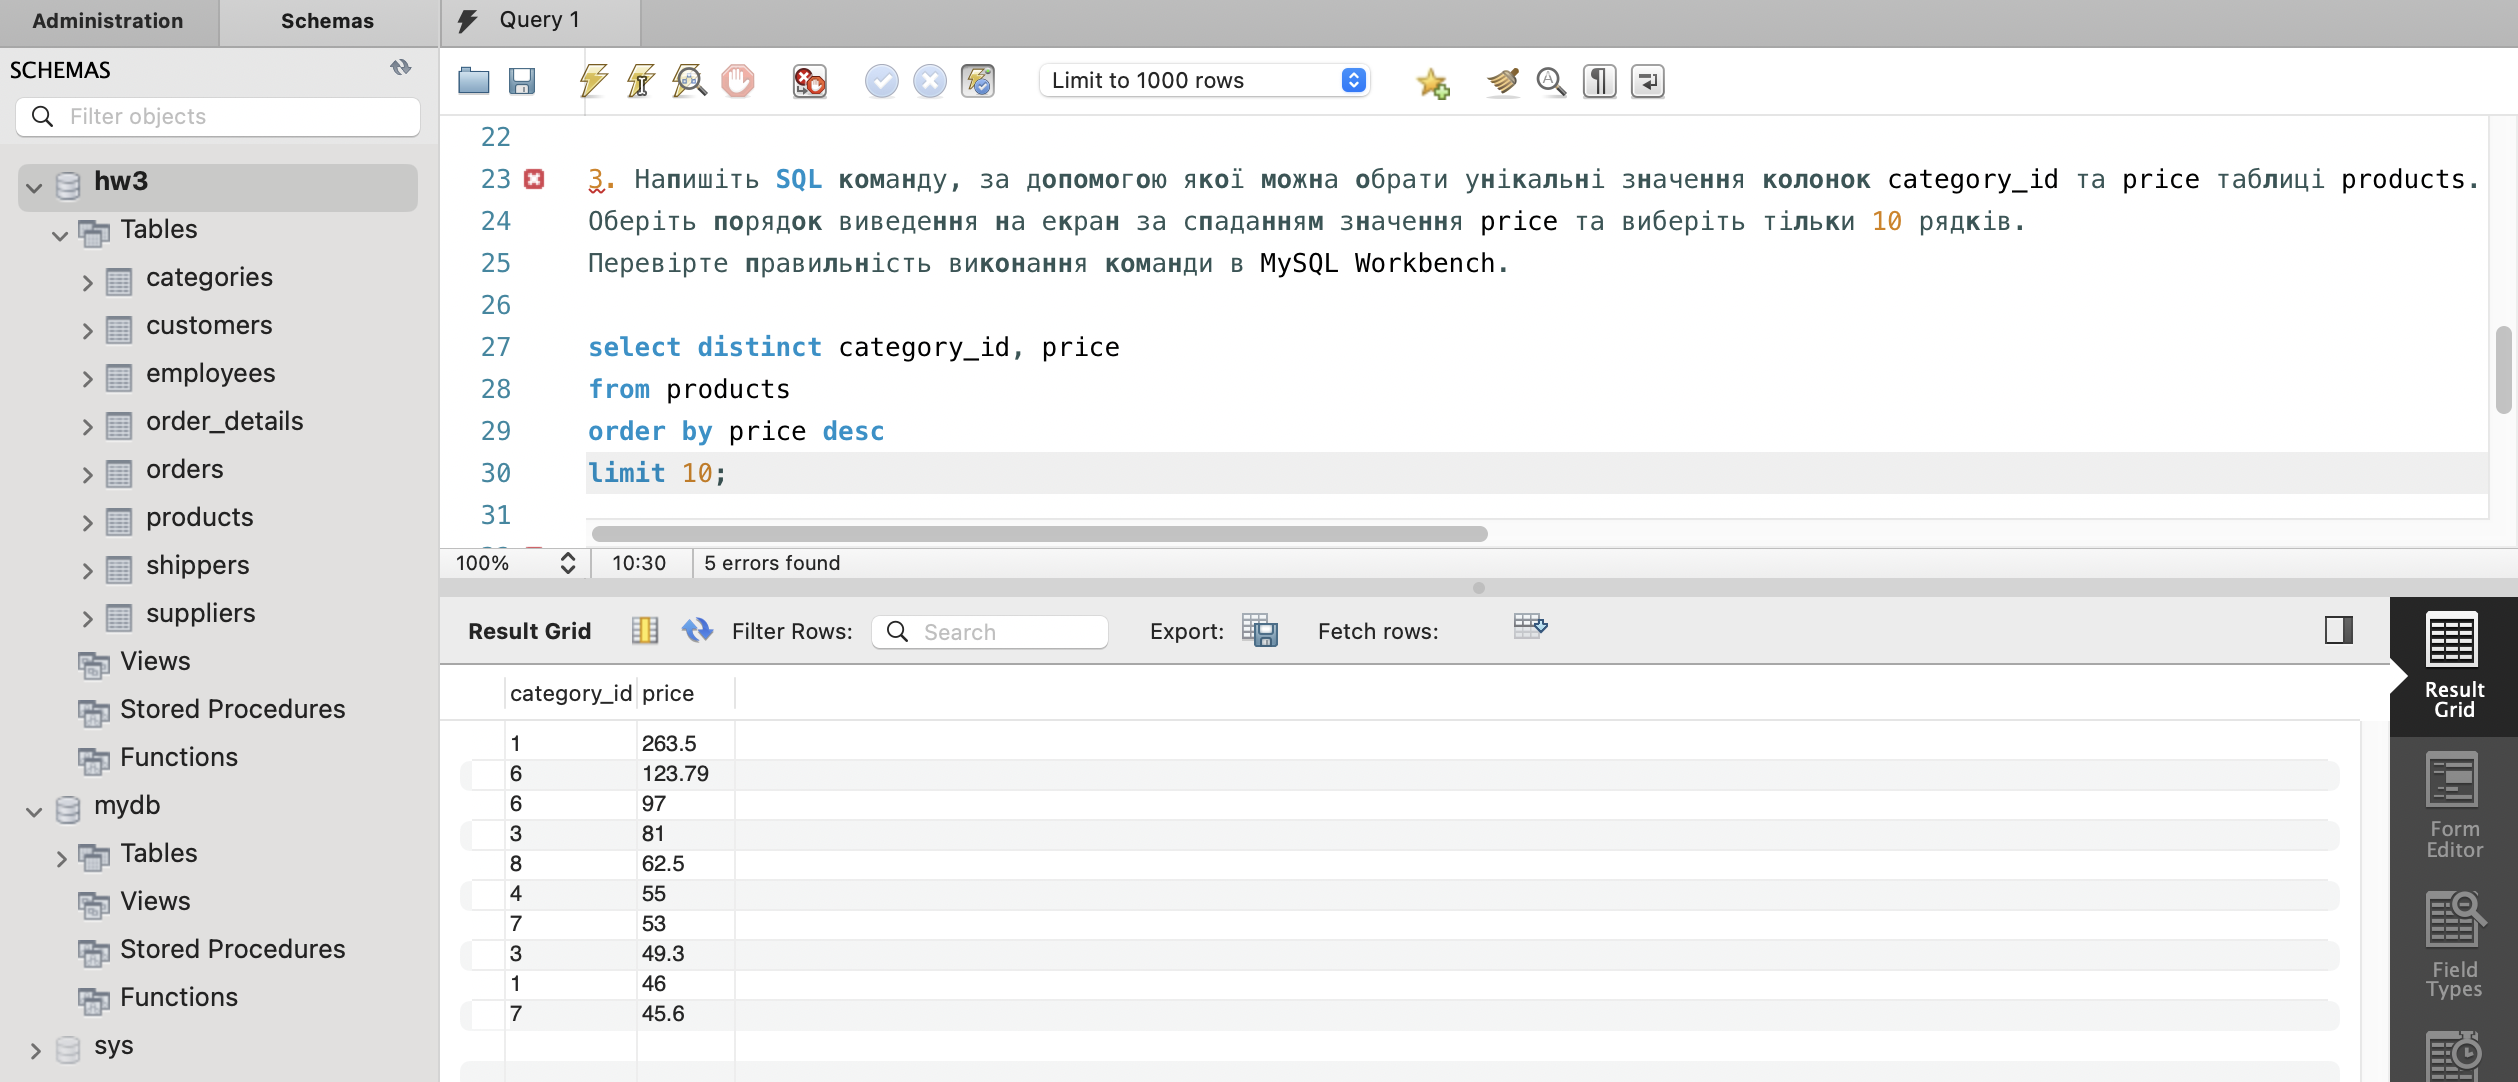 Administration
Schemas
Query 1
SCHEMAS
Filter objects
hw3
Tables
categories
customers
employees
order_details
orders
products
shippers
suppliers
Views
Stored Procedures
Functions
mydb
Tables
Views
Stored Procedures
Functions
sys
Limit to 1000 rows
22
23 3. Напишіть SQL команду, за допомогою якої можна обрати унікальні значення колонок category_id та price таблиці products.
24 Оберіть порядок виведення на екран за спаданням значення price та виберіть тільки 10 рядків.
25 Перевірте правильність виконання команди в MySQL Workbench.
26
27 select distinct category_id, price
28 from products
29 order by price desc
30 limit 10;
31
100% 10:30 5 errors found
Result Grid Filter Rows: Search Export: Fetch rows:
category_id price
1 263.5
6 123.79
6 97
3 81
8 62.5
4 55
7 53
3 49.3
1 46
7 45.6
Result
Grid
Form
Editor
Field
Types